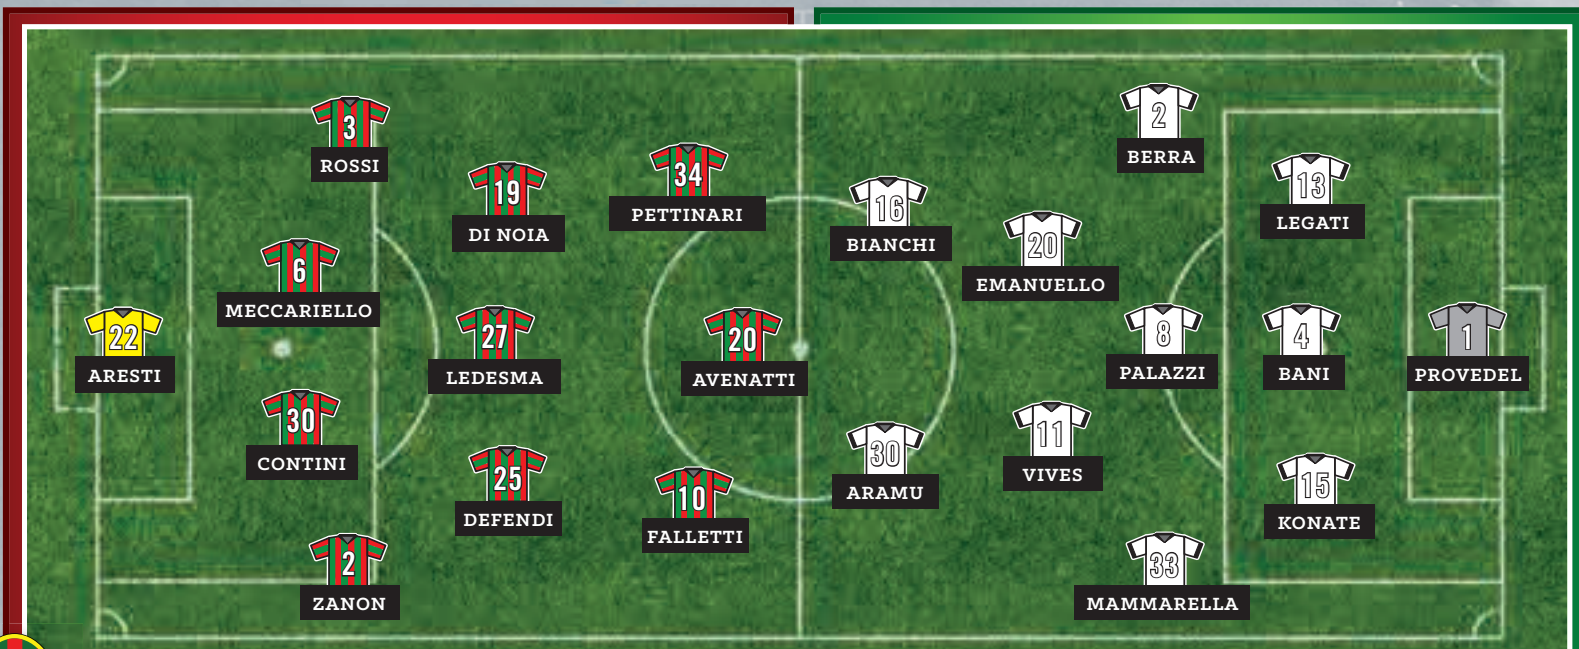 3
ROSSI
19
DI NOIA
34
PETTINARI
6
MECCARIELLO
22
ARESTI
27
LEDESMA
20
AVENATTI
30
CONTINI
25
DEFENDI
10
FALLETTI
2
ZANON
2
BERRA
13
LEGATI
16
BIANCHI
20
EMANUELLO
8
PALAZZI
4
BANI
1
PROVEDEL
30
ARAMU
11
VIVES
15
KONATE
33
MAMMARELLA